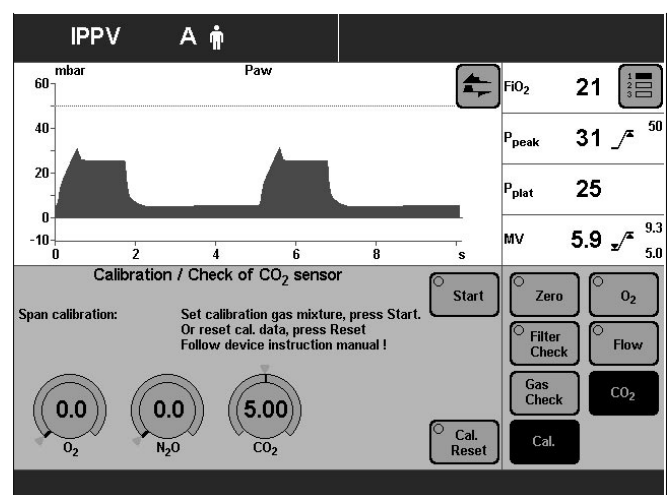 IPPV A
mbar Paw
60
40
20
0
-10
0 2 4 6 8 s
FiO2 21
1
2
3
Ppeak 31 50
Pplat 25
MV 5.9 9.3
5.0
Calibration / Check of CO2 sensor
Span calibration:
Set calibration gas mixture, press Start.
Or reset cal. data, press Reset
Follow device instruction manual !
0.0 0.0 5.00
O2 N2O CO2
Start
Cal.
Reset
Zero O2
Filter
Check
Flow
Gas
Check
CO2
Cal.